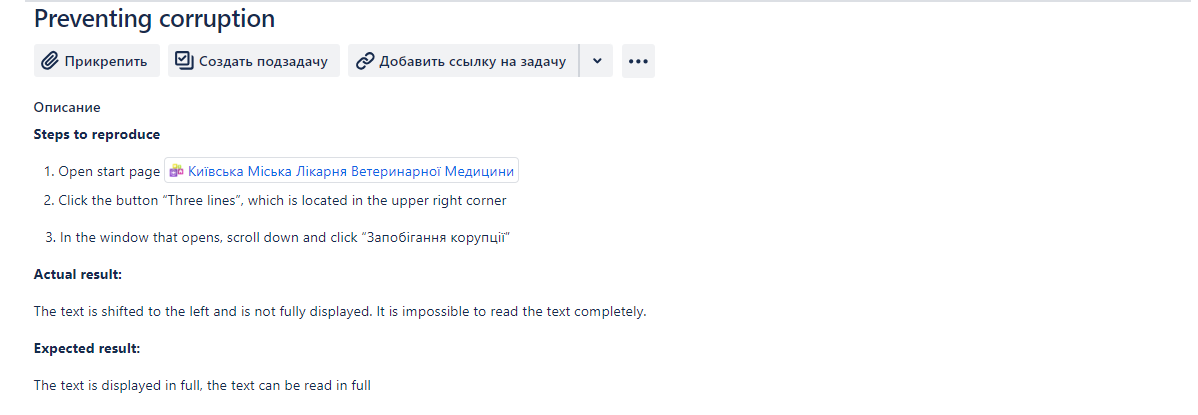 Preventing corruption
Прикрепить Создать подзадачу Добавить ссылку на задачу
Описание
Steps to reproduce
1. Open start page Київська Міська Лікарня Ветеринарної Медицини
2. Click the button “Three lines”, which is located in the upper right corner
3. In the window that opens, scroll down and click “Запобігання корупції”
Actual result:
The text is shifted to the left and is not fully displayed. It is impossible to read the text completely.
Expected result:
The text is displayed in full, the text can be read in full